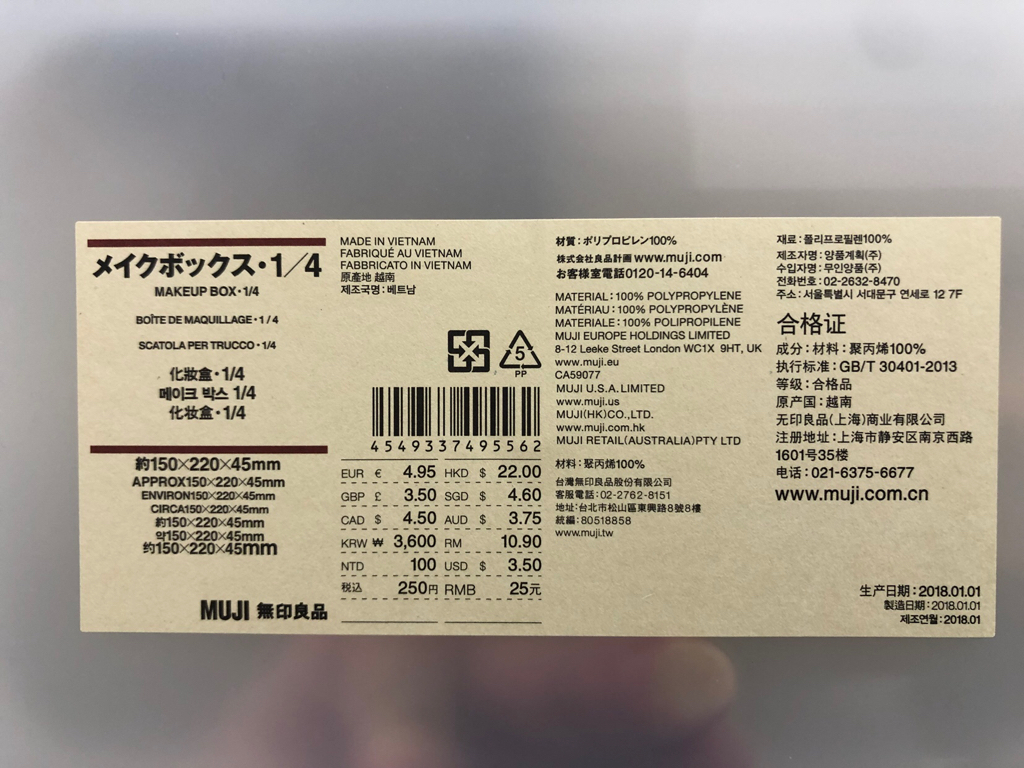 メイクボックス・1/4
MAKEUP BOX・1/4
BOÎTE DE MAQUILLAGE・1/4
SCATOLA PER TRUCCO・1/4
化妝盒・1/4
메이크 박스 1/4
化妆盒・1/4
約150×220×45mm
APPROX150×220×45mm
ENVIRON150×220×45mm
CIRCA150×220×45mm
約150×220×45mm
약150×220×45mm
约150×220×45mm
MUJI 無印良品
MADE IN VIETNAM
FABRIQUÉ AU VIETNAM
FABBRICATO IN VIETNAM
原產地 越南
제조국명:베트남
5
PP
4549337495562
EUR € 4.95 HKD $ 22.00
GBP £ 3.50 SGD $ 4.60
CAD $ 4.50 AUD $ 3.75
KRW ₩ 3,600 RM 10.90
NTD 100 USD $ 3.50
税込 250円 RMB 25元
材質:ポリプロピレン100%
株式会社良品計画 www.muji.com
お客様室電話0120-14-6404
MATERIAL:100% POLYPROPYLENE
MATÉRIAU:100% POLYPROPYLÈNE
MATERIALE:100% POLIPROPILENE
MUJI EUROPE HOLDINGS LIMITED
8-12 Leeke Street London WC1X 9HT, UK
www.muji.eu
CA59077
MUJI U.S.A. LIMITED
www.muji.us
MUJI(HK)CO.,LTD.
www.muji.com.hk
MUJI RETAIL(AUSTRALIA)PTY LTD
材料:聚丙烯100%
台灣無印良品股份有限公司
客服電話:02-2762-8151
地址:台北市松山區東興路8號8樓
統編:80518858
www.muji.tw
재료:폴리프로필렌100%
제조자명:양품계획(주)
수입자명:무인양품(주)
전화번호:02-2632-8470
주소:서울특별시 서대문구 연세로 12 7F
合格证
成分:材料:聚丙烯100%
执行标准:GB/T 30401-2013
等级:合格品
原产国:越南
无印良品(上海)商业有限公司
注册地址:上海市静安区南京西路
1601号35楼
电话:021-6375-6677
www.muji.com.cn
生产日期:2018.01.01
製造日期:2018.01.01
제조연월:2018.01